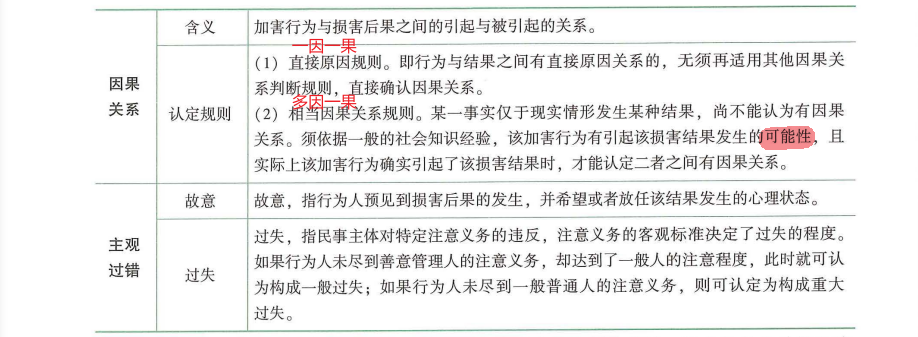 含义
加害行为与损害后果之间的引起与被引起的关系。
因果
关系
认定规则
一因一果
(1)直接原因规则。即行为与结果之间有直接原因关系的，无须再适用其他因果关
系判断规则，直接确认因果关系。
多因一果
(2)相当因果关系规则。某一事实仅于现实情形发生某种结果，尚不能认为有因果
关系。须依据一般的社会知识经验，该加害行为有引起该损害结果发生的可能性，且
实际上该加害行为确实引起了该损害结果时，才能认定二者之间有因果关系。
主观
过错
故意
故意，指行为人预见到损害后果的发生，并希望或者放任该结果发生的心理状态。
过失
过失，指民事主体对特定注意义务的违反，注意义务的客观标准决定了过失的程度。
如果行为人未尽到善意管理人的注意义务，却达到了一般人的注意程度，此时就可认
为构成一般过失；如果行为人未尽到一般普通人的注意义务，则可认定为构成重大
过失。